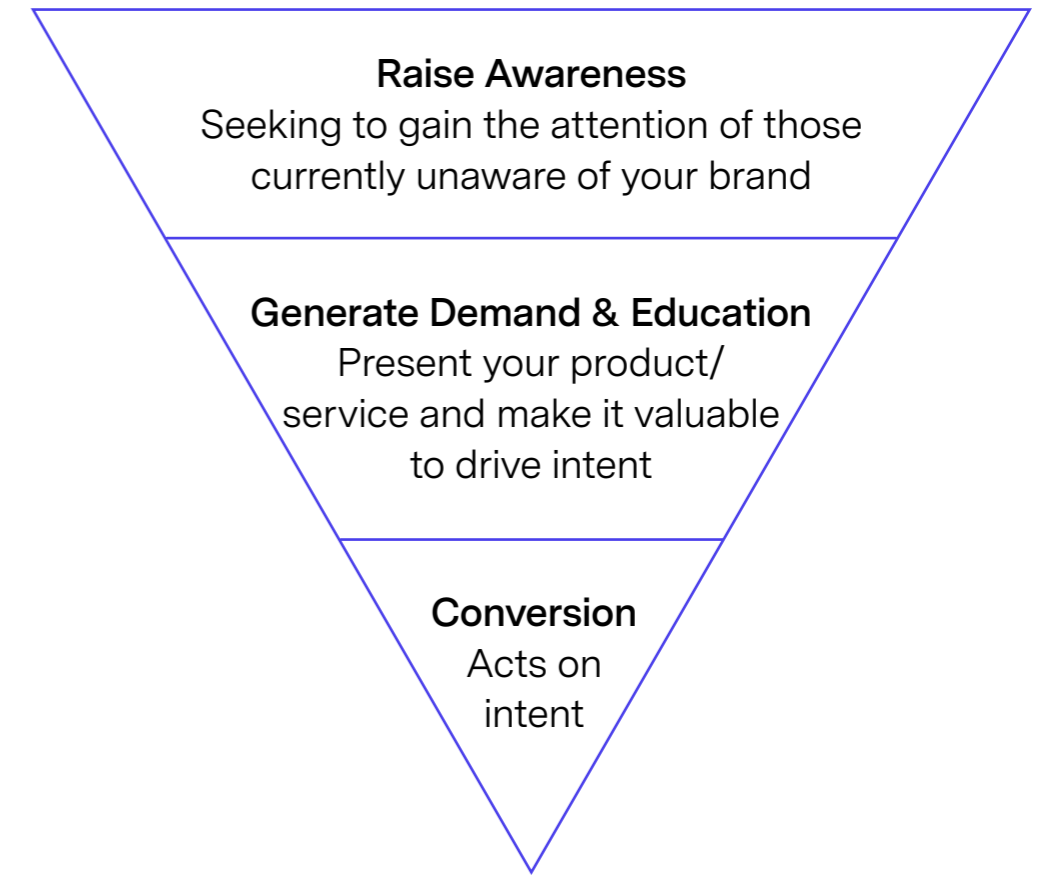 Raise Awareness
Seeking to gain the attention of those
currently unaware of your brand
Generate Demand & Education
Present your product/
service and make it valuable
to drive intent
Conversion
Acts on
intent